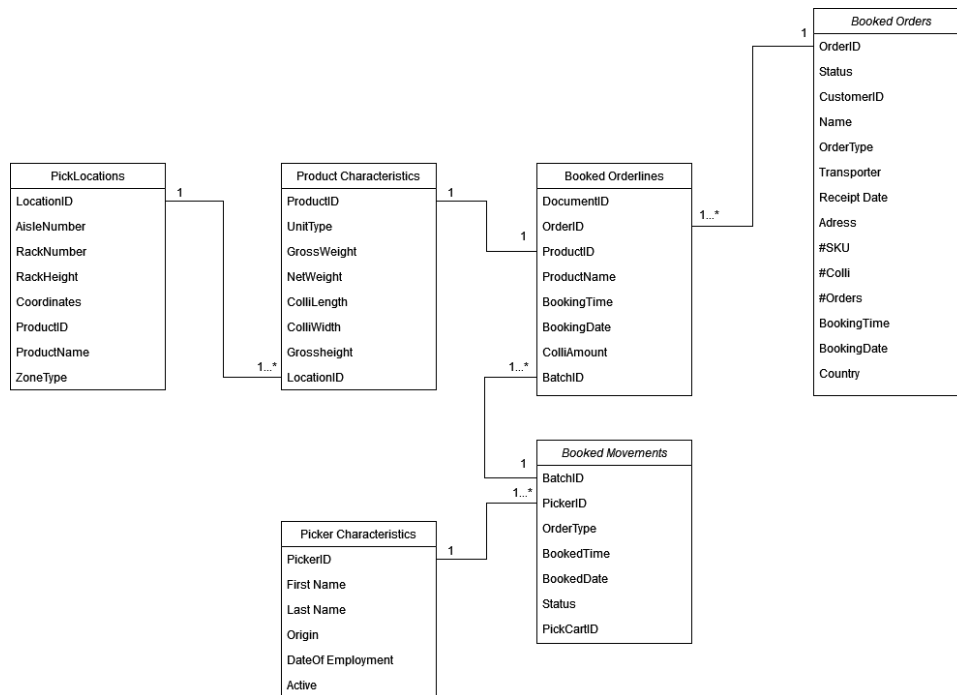 Booked Orders
1
OrderID
Status
CustomerID
Name
OrderType
Transporter
Receipt Date
Adress
#SKU
#Colli
#Orders
BookingTime
BookingDate
Country
PickLocations
1
LocationID
AisleNumber
RackNumber
RackHeight
Coordinates
ProductID
ProductName
ZoneType
1...*
Product Characteristics
1
ProductID
UnitType
GrossWeight
NetWeight
ColliLength
ColliWidth
Grossheight
LocationID
1
Booked Orderlines
1...*
DocumentID
OrderID
ProductID
ProductName
BookingTime
BookingDate
ColliAmount
BatchID
1...*
Booked Movements
1
BatchID
1...*
PickerID
OrderType
BookedTime
BookedDate
Status
PickCartID
Picker Characteristics
1
PickerID
First Name
Last Name
Origin
DateOf Employment
Active